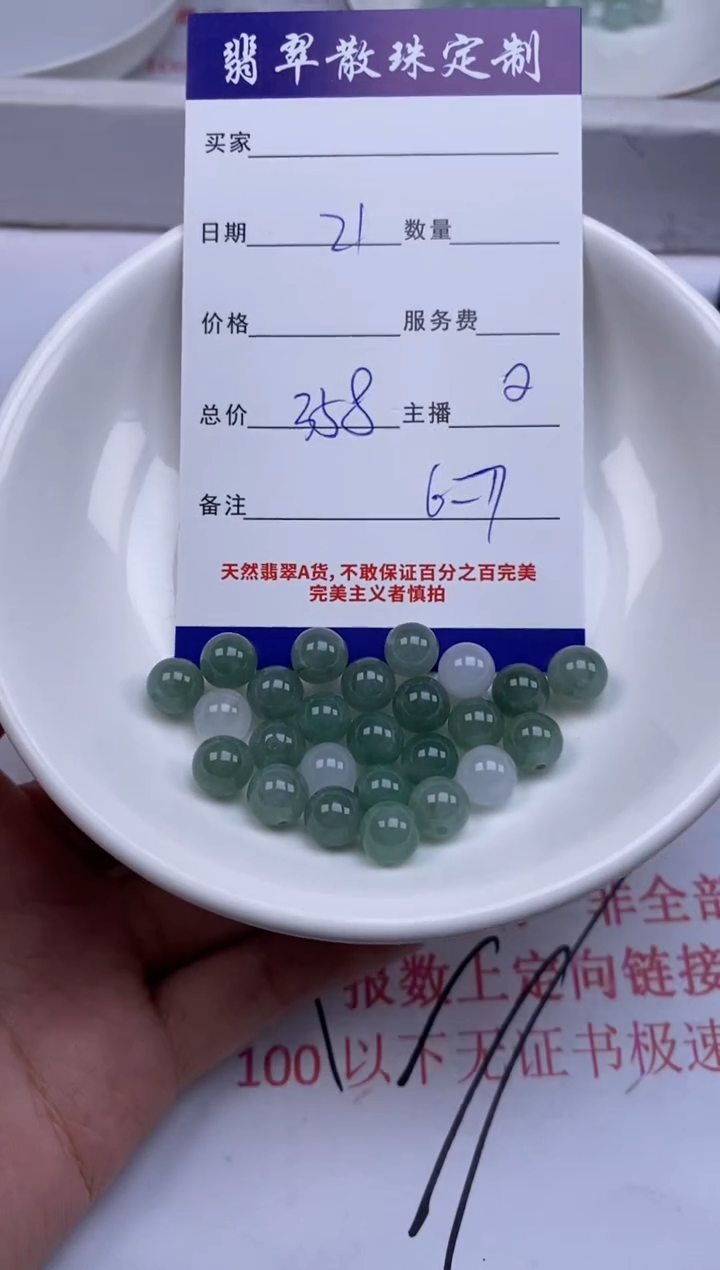 翡翠散珠定制
买家
日期 21 数量
价格 服务费
总价 358 主播 2
备注
天然翡翠A货,不敢保证百分之百完美
完美主义者慎拍
非全部
报数上定向链接
100以下无证书极速